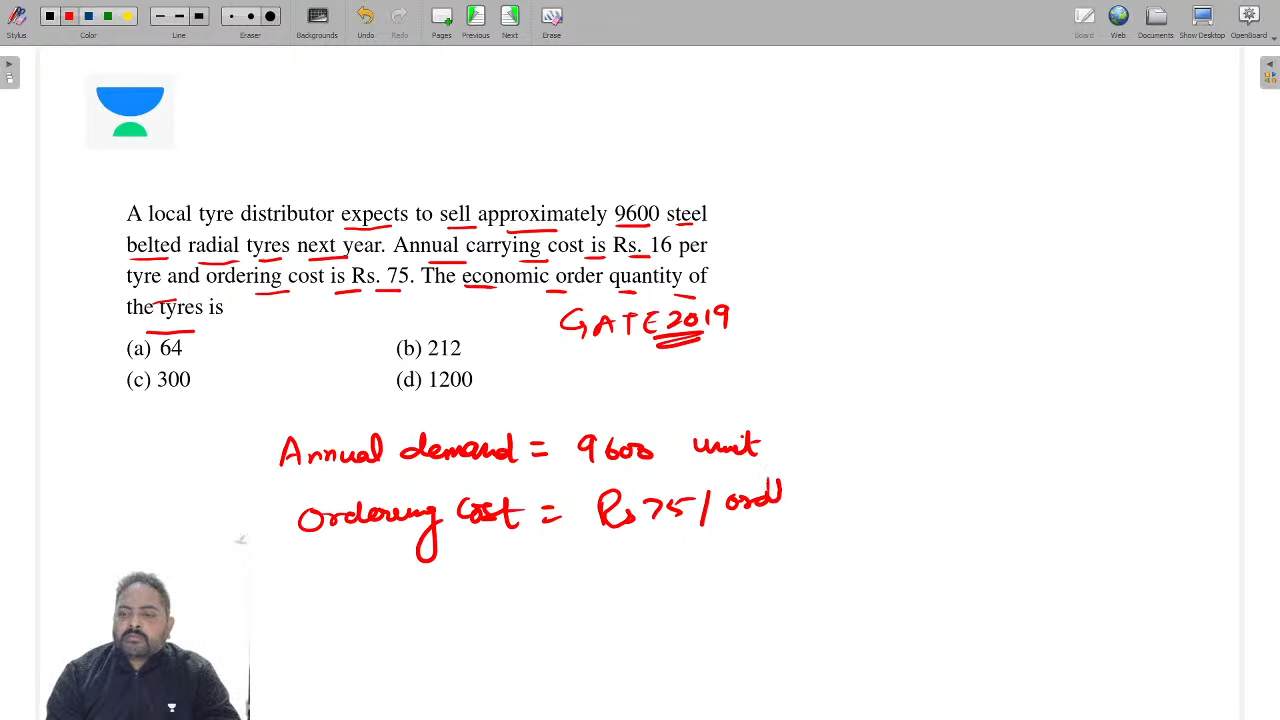 Stylus Color Line Eraser Backgrounds Undo Redo Pages Previous Next Erase Board Web Documents Show Desktop OpenBoard
A local tyre distributor expects to sell approximately 9600 steel
belted radial tyres next year. Annual carrying cost is Rs. 16 per
tyre and ordering cost is Rs. 75. The economic order quantity of
the tyres is
GATE 2019
(a) 64 (b) 212
(c) 300 (d) 1200
Annual demand = 9600 unit
Ordering cost = Rs 75/ ord